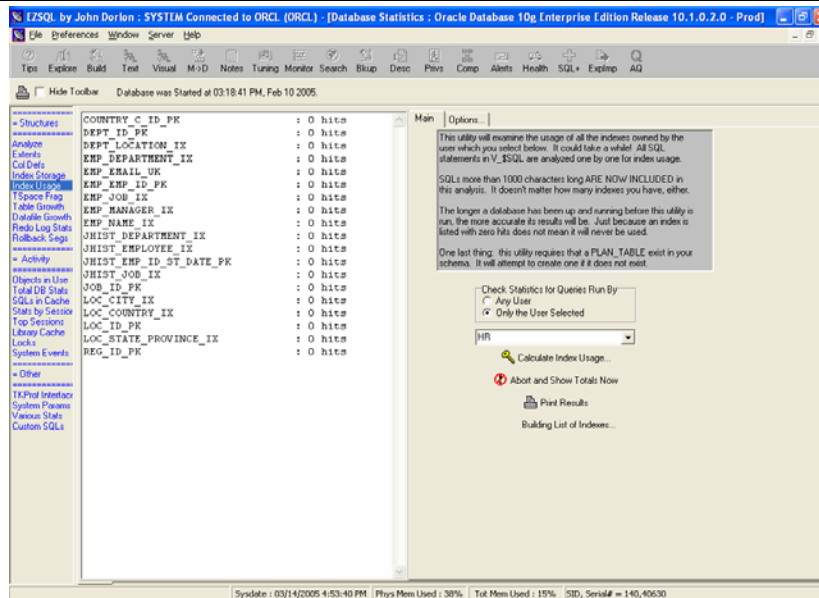 EZSQL by John Dorlon : SYSTEM Connected to ORCL (ORCL) - [Database Statistics : Oracle Database 10g Enterprise Edition Release 10.1.0.2.0 - Prod]
File Preferences Window Server Help
Tips Explore Build Text Visual M->D Notes Tuning Monitor Search Bkup Desc Privs Comp Alerts Health SQL+ ExpImp AQ
Hide Toolbar Database was Started at 03:18:41 PM, Feb 10 2005.
= Structures
Analyze
Extents
Col Defs
Index Storage
Index Usage
TSpace Frag
Table Growth
Datafile Growth
Redo Log Stats
Rollback Segs
= Activity
Objects in Use
Total DB Stats
SQLs in Cache
Stats by Session
Top Sessions
Library Cache
Locks
System Events
= Other
TKProf Interface
System Params
Various Stats
Custom SQLs
COUNTRY_C_ID_PK : 0 hits
DEPT_ID_PK : 0 hits
DEPT_LOCATION_IX : 0 hits
EMP_DEPARTMENT_IX : 0 hits
EMP_EMAIL_UK : 0 hits
EMP_EMP_ID_PK : 0 hits
EMP_JOB_IX : 0 hits
EMP_MANAGER_IX : 0 hits
EMP_NAME_IX : 0 hits
JHIST_DEPARTMENT_IX : 0 hits
JHIST_EMPLOYEE_IX : 0 hits
JHIST_EMP_ID_ST_DATE_PK : 0 hits
JHIST_JOB_IX : 0 hits
JOB_ID_PK : 0 hits
LOC_CITY_IX : 0 hits
LOC_COUNTRY_IX : 0 hits
LOC_ID_PK : 0 hits
LOC_STATE_PROVINCE_IX : 0 hits
REG_ID_PK : 0 hits
Main Options...
This utility will examine the usage of all the indexes owned by the
user which you select below. It could take a while! All SQL
statements in V_$SQL are analyzed one by one for index usage.
SQLs more than 1000 characters long ARE NOW INCLUDED in
this analysis. It doesn't matter how many indexes you have, either.
The longer a database has been up and running before this utility is
run, the more accurate its results will be. Just because an index is
listed with zero hits does not mean it will never be used.
One last thing: this utility requires that a PLAN_TABLE exist in your
schema. It will attempt to create one if it does not exist.
Check Statistics for Queries Run By
Any User
Only the User Selected
HR
Calculate Index Usage...
Abort and Show Totals Now
Print Results
Building List of Indexes...
Sysdate : 03/14/2005 4:53:40 PM Phys Mem Used : 38% Tot Mem Used : 15% SID, Serial# = 140,40630